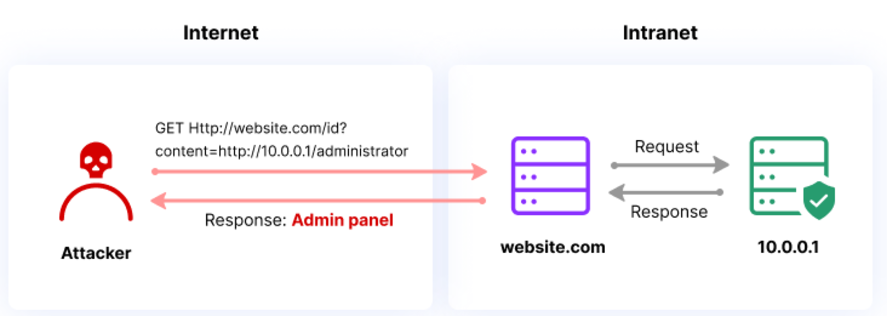 Internet
Intranet
GET Http://website.com/id?
content=http://10.0.0.1/administrator
Response: Admin panel
Attacker
Request
Response
website.com
10.0.0.1